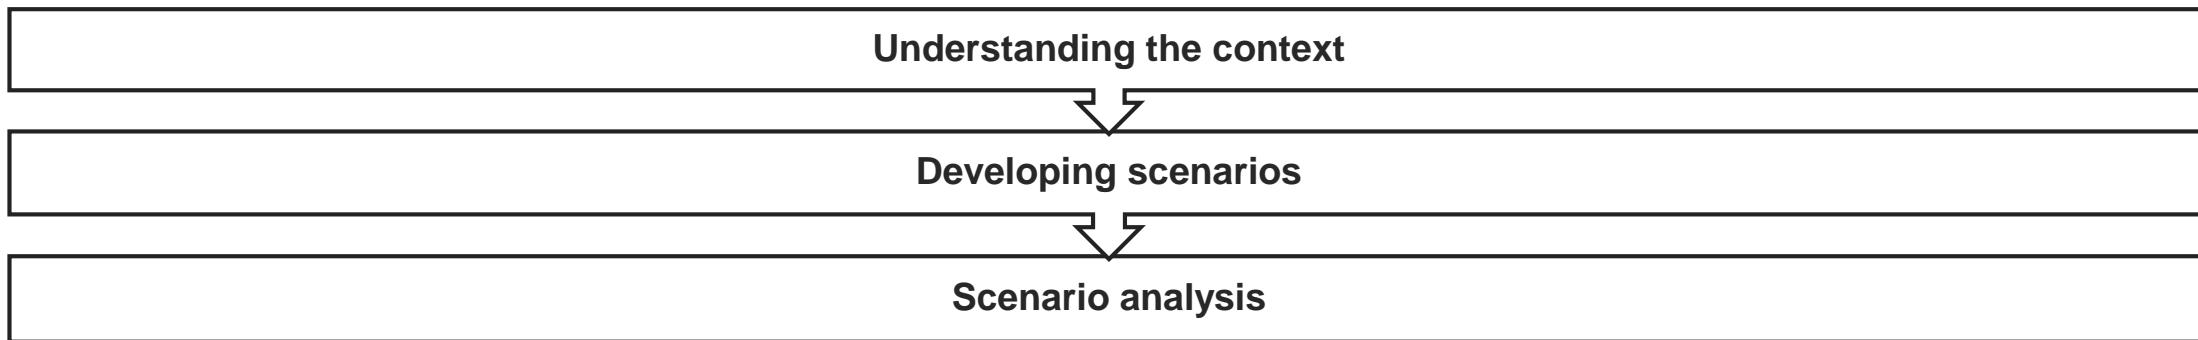 Understanding the context
Developing scenarios
Scenario analysis